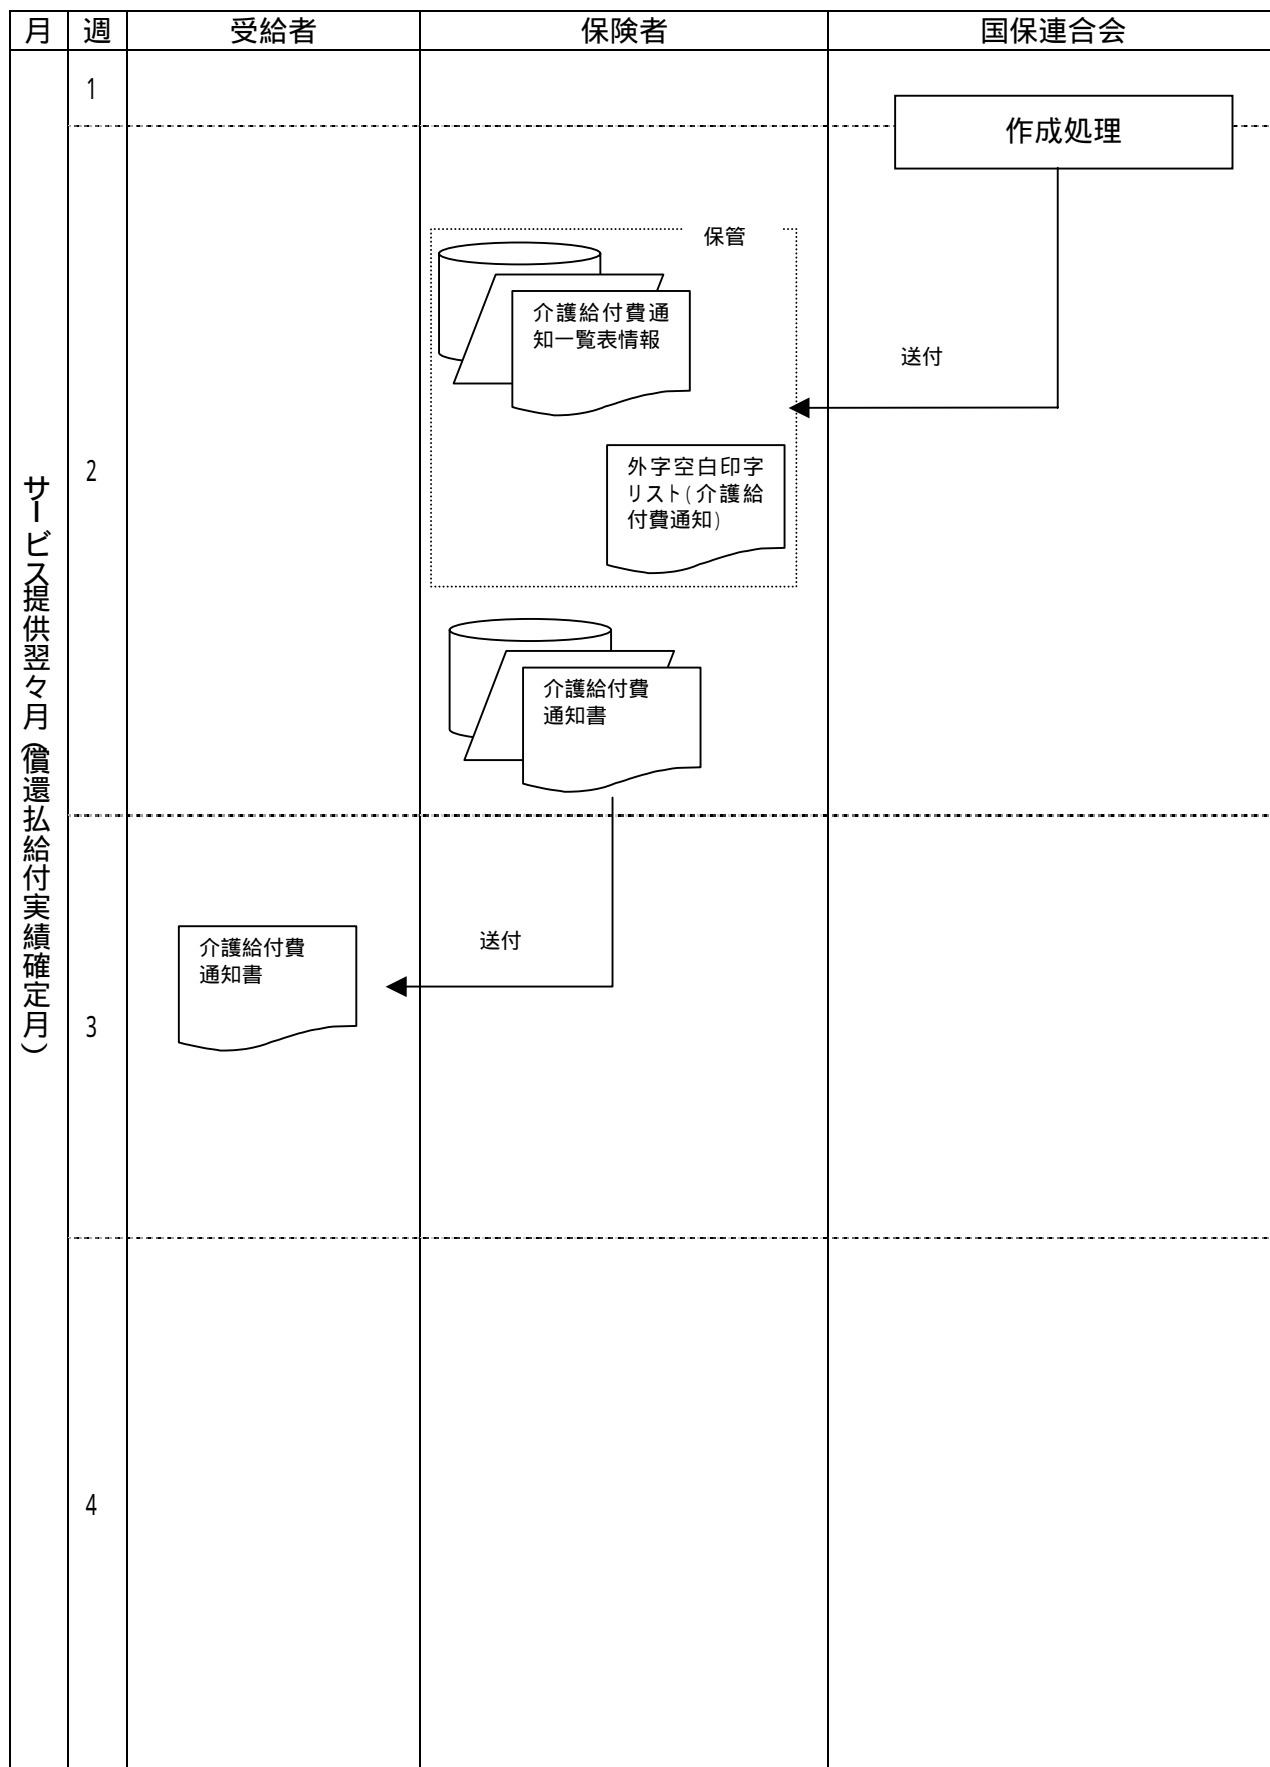 月 週 受給者 保険者 国保連合会
1
作成処理
保管
介護給付費通
知一覧表情報
送付
2
外字空白印字
リスト(介護給
付費通知)
サービス提供翌々月(償還払給付実績確定月)
介護給付費
通知書
介護給付費
通知書
送付
3
4